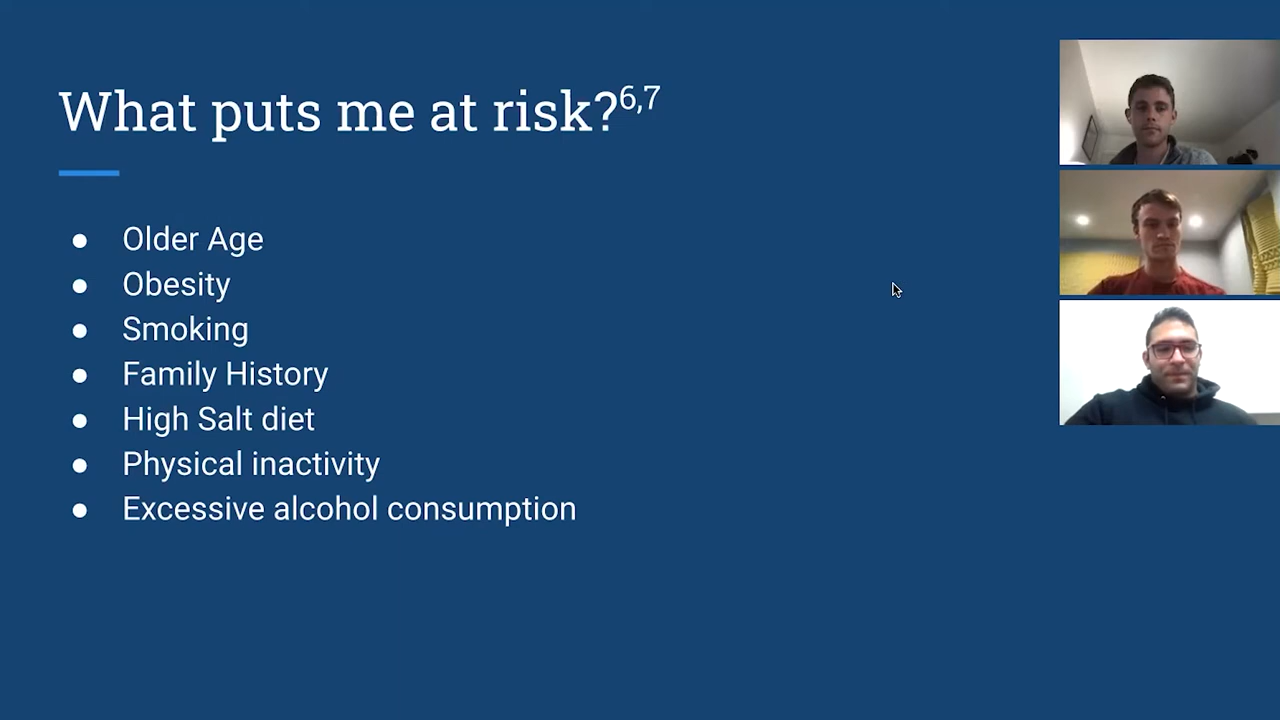 What puts me at risk?6,7
● Older Age
● Obesity
● Smoking
● Family History
● High Salt diet
● Physical inactivity
● Excessive alcohol consumption